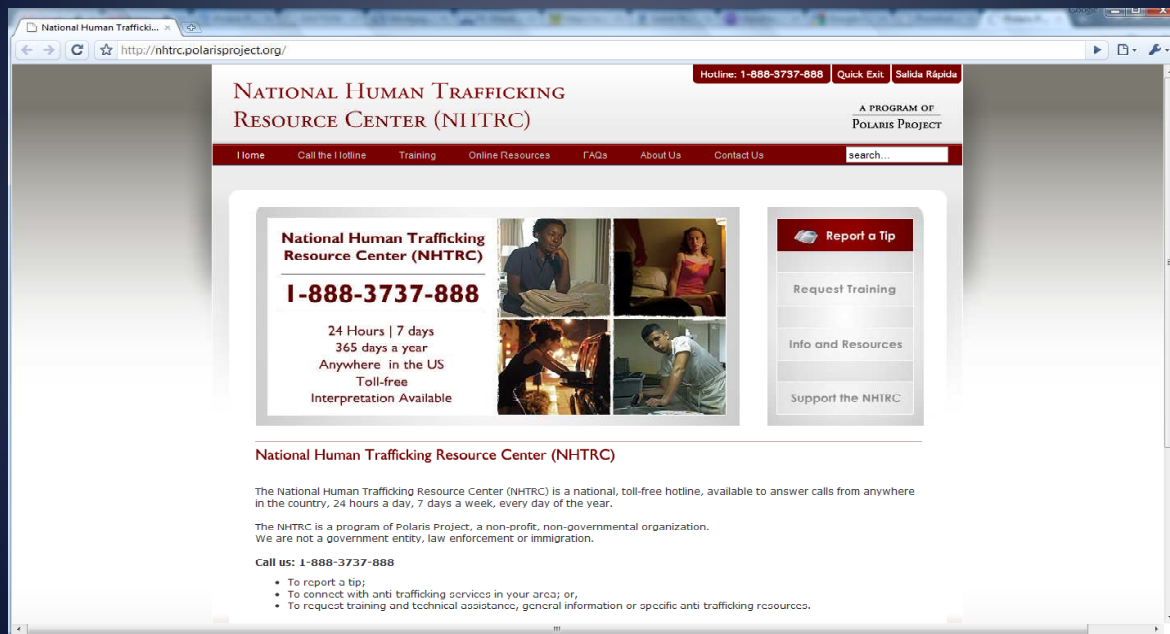 National Human Trafficki...
http://nhtrc.polarisproject.org/
Hotline: 1-888-3737-888
Quick Exit
Salida Rápida
NATIONAL HUMAN TRAFFICKING
RESOURCE CENTER (NHTRC)
A PROGRAM OF
POLARIS PROJECT
Home
Call the Hotline
Training
Online Resources
FAQs
About Us
Contact Us
search...
National Human Trafficking
Resource Center (NHTRC)
1-888-3737-888
24 Hours | 7 days
365 days a year
Anywhere in the US
Toll-free
Interpretation Available
Report a Tip
Request Training
Info and Resources
Support the NHTRC
National Human Trafficking Resource Center (NHTRC)
The National Human Trafficking Resource Center (NHTRC) is a national, toll-free hotline, available to answer calls from anywhere
in the country, 24 hours a day, 7 days a week, every day of the year.
The NHTRC is a program of Polaris Project, a non-profit, non-governmental organization.
We are not a government entity, law enforcement or immigration.
Call us: 1-888-3737-888
• To report a tip;
• To connect with anti trafficking services in your area; or,
• To request training and technical assistance, general information or specific anti trafficking resources.